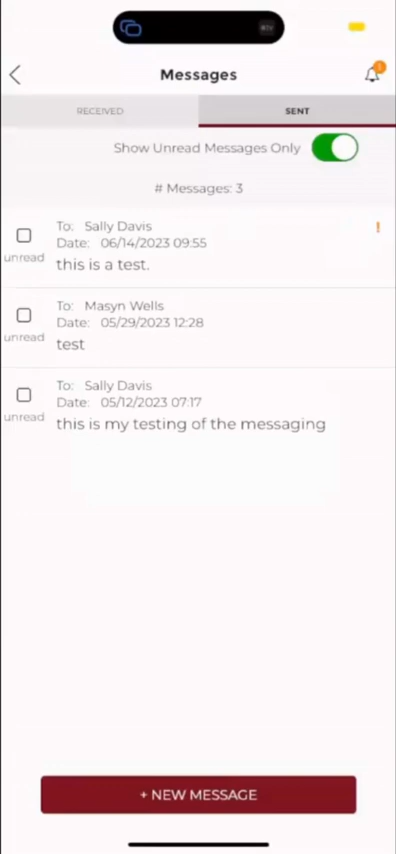 Messages
RECEIVED
SENT
Show Unread Messages Only
# Messages: 3
To: Sally Davis
Date: 06/14/2023 09:55
!
unread
this is a test.
To: Masyn Wells
Date: 05/29/2023 12:28
unread
test
To: Sally Davis
Date: 05/12/2023 07:17
unread
this is my testing of the messaging
+ NEW MESSAGE